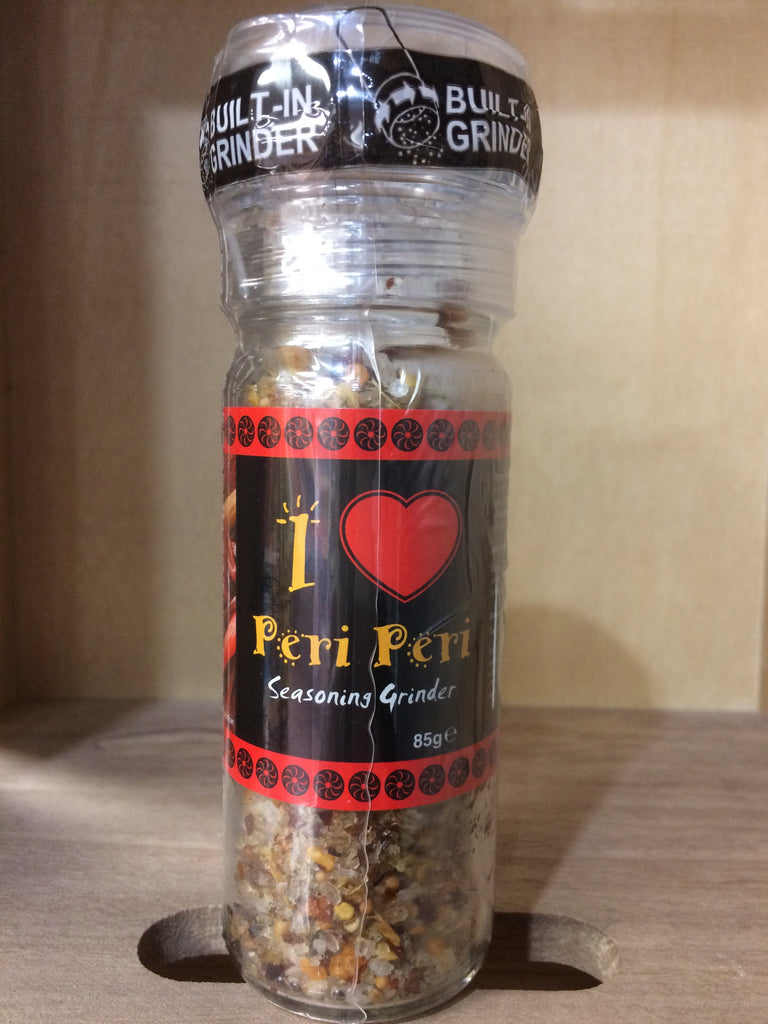 BUILT-IN
GRINDER
BUILT-IN
GRINDER
I
Peri Peri
Seasoning Grinder
85g℮